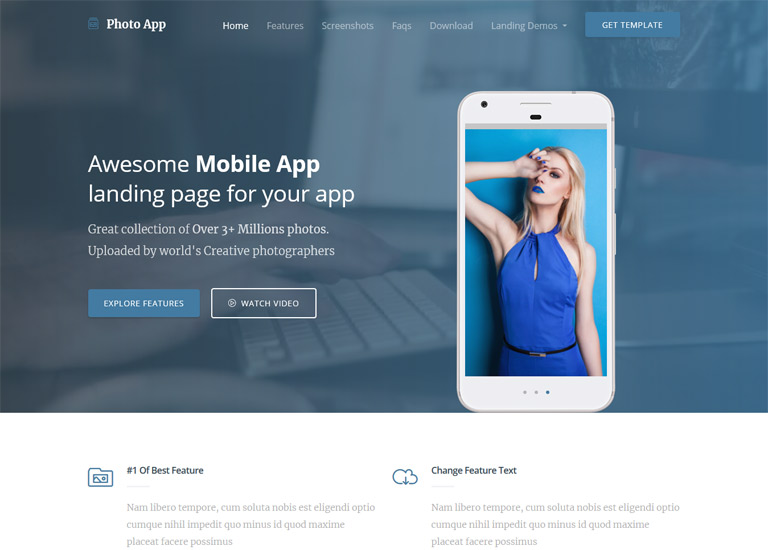 Photo App
Home Features Screenshots Faqs Download Landing Demos GET TEMPLATE
Awesome Mobile App
landing page for your app
Great collection of Over 3+ Millions photos.
Uploaded by world's Creative photographers
EXPLORE FEATURES WATCH VIDEO
#1 Of Best Feature
Nam libero tempore, cum soluta nobis est eligendi optio
cumque nihil impedit quo minus id quod maxime
placeat facere possimus
Change Feature Text
Nam libero tempore, cum soluta nobis est eligendi optio
cumque nihil impedit quo minus id quod maxime
placeat facere possimus